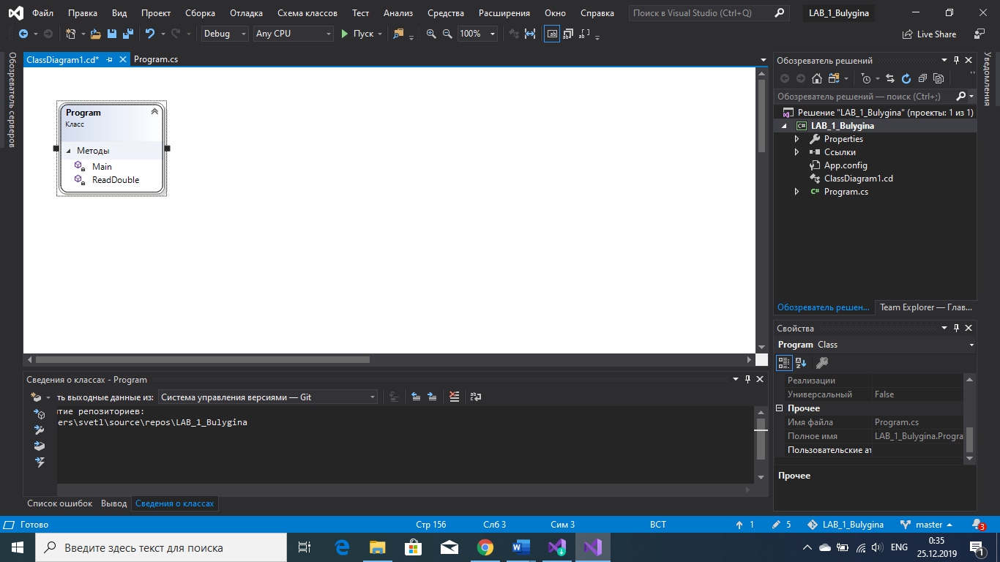 Файл Правка Вид Проект Сборка Отладка Схема классов Тест Анализ Средства Расширения Окно Справка Поиск в Visual Studio (Ctrl+Q) LAB_1_Bulygina
Debug Any CPU Пуск 100% Live Share
Обозреватель серверов
ClassDiagram1.cd* Program.cs
Program
Класс
Методы
Main
ReadDouble
Обозреватель решений
Обозреватель решений — поиск (Ctrl+;)
Решение "LAB_1_Bulygina" (проекты: 1 из 1)
LAB_1_Bulygina
Properties
Ссылки
App.config
ClassDiagram1.cd
Program.cs
Обозреватель решен... Team Explorer — Глав...
Уведомления
Свойства
Program Class
Реализации
Универсальный False
Прочее
Имя файла Program.cs
Полное имя LAB_1_Bulygina.Progra
Пользовательские ат
Прочее
Сведения о классах - Program
ть выходные данные из: Система управления версиями — Git
тие репозиториев:
ers\svetl\source\repos\LAB_1_Bulygina
Список ошибок Вывод Сведения о классах
Готово Стр 156 Слб 3 Сим 3 ВСТ 1 5 LAB_1_Bulygina master 3
Введите здесь текст для поиска
ENG 0:35
25.12.2019 1